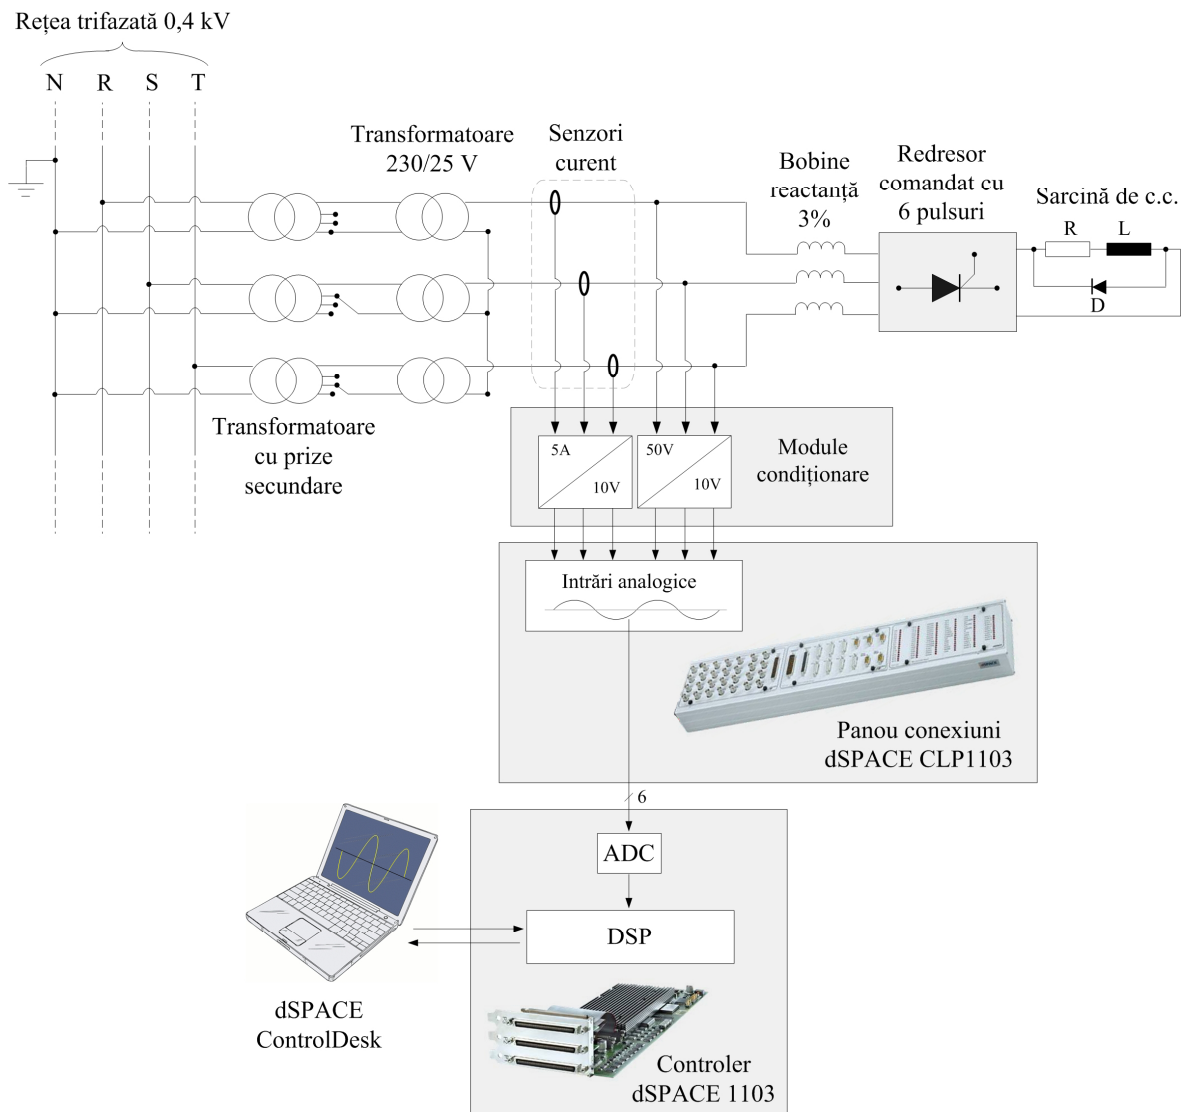 Rețea trifazată 0,4 kV
N R S T
Transformatoare
230/25 V
Senzori
curent
Bobine
reactanță
3%
Redresor
comandat cu
6 pulsuri
Sarcină de c.c.
R L
D
Transformatoare
cu prize
secundare
5A
10V
50V
10V
Module
condiționare
Intrări analogice
Panou conexiuni
dSPACE CLP1103
6
ADC
DSP
dSPACE
ControlDesk
Controler
dSPACE 1103